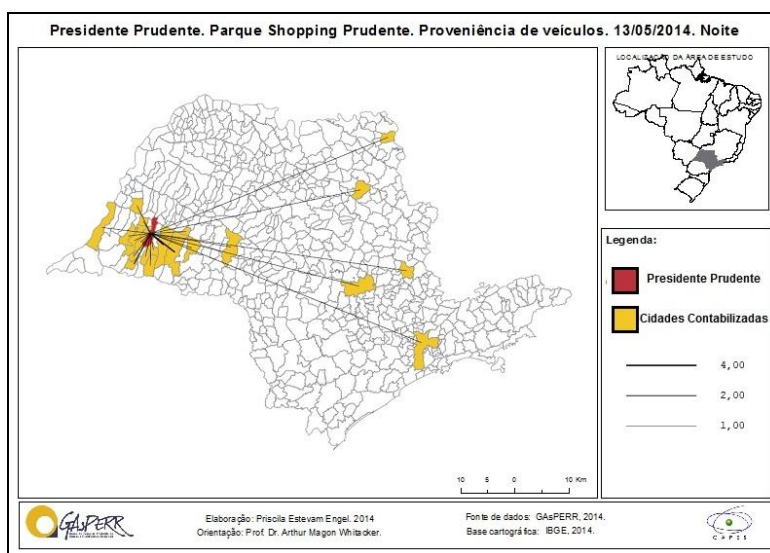 Presidente Prudente. Parque Shopping Prudente. Proveniência de veículos. 13/05/2014. Noite
LOCALIZAÇÃO DA ÁREA DE ESTUDO
Legenda:
Presidente Prudente
Cidades Contabilizadas
4,00
2,00
1,00
10 5 0 10 Km
GAsPERR
Elaboração: Priscila Estevam Engel. 2014
Orientação: Prof. Dr. Arthur Magon Whitacker.
Fonte de dados: GAsPERR, 2014.
Base cartográfica: IBGE, 2014.
CAPES